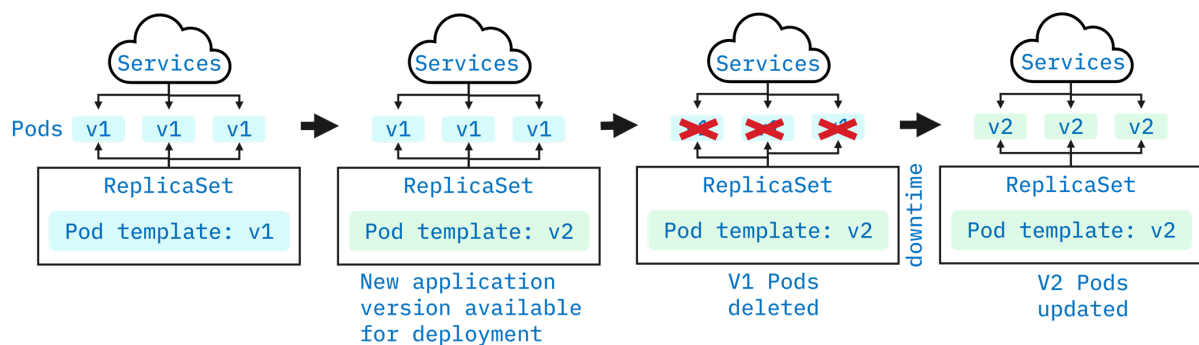 Services
Services
Services
Services
Pods v1 v1 v1
v1 v1 v1
v1
v2 v2 v2
ReplicaSet
ReplicaSet
ReplicaSet
ReplicaSet
Pod template: v1
Pod template: v2
Pod template: v2
downtime
Pod template: v2
New application
version available
for deployment
V1 Pods
deleted
V2 Pods
updated